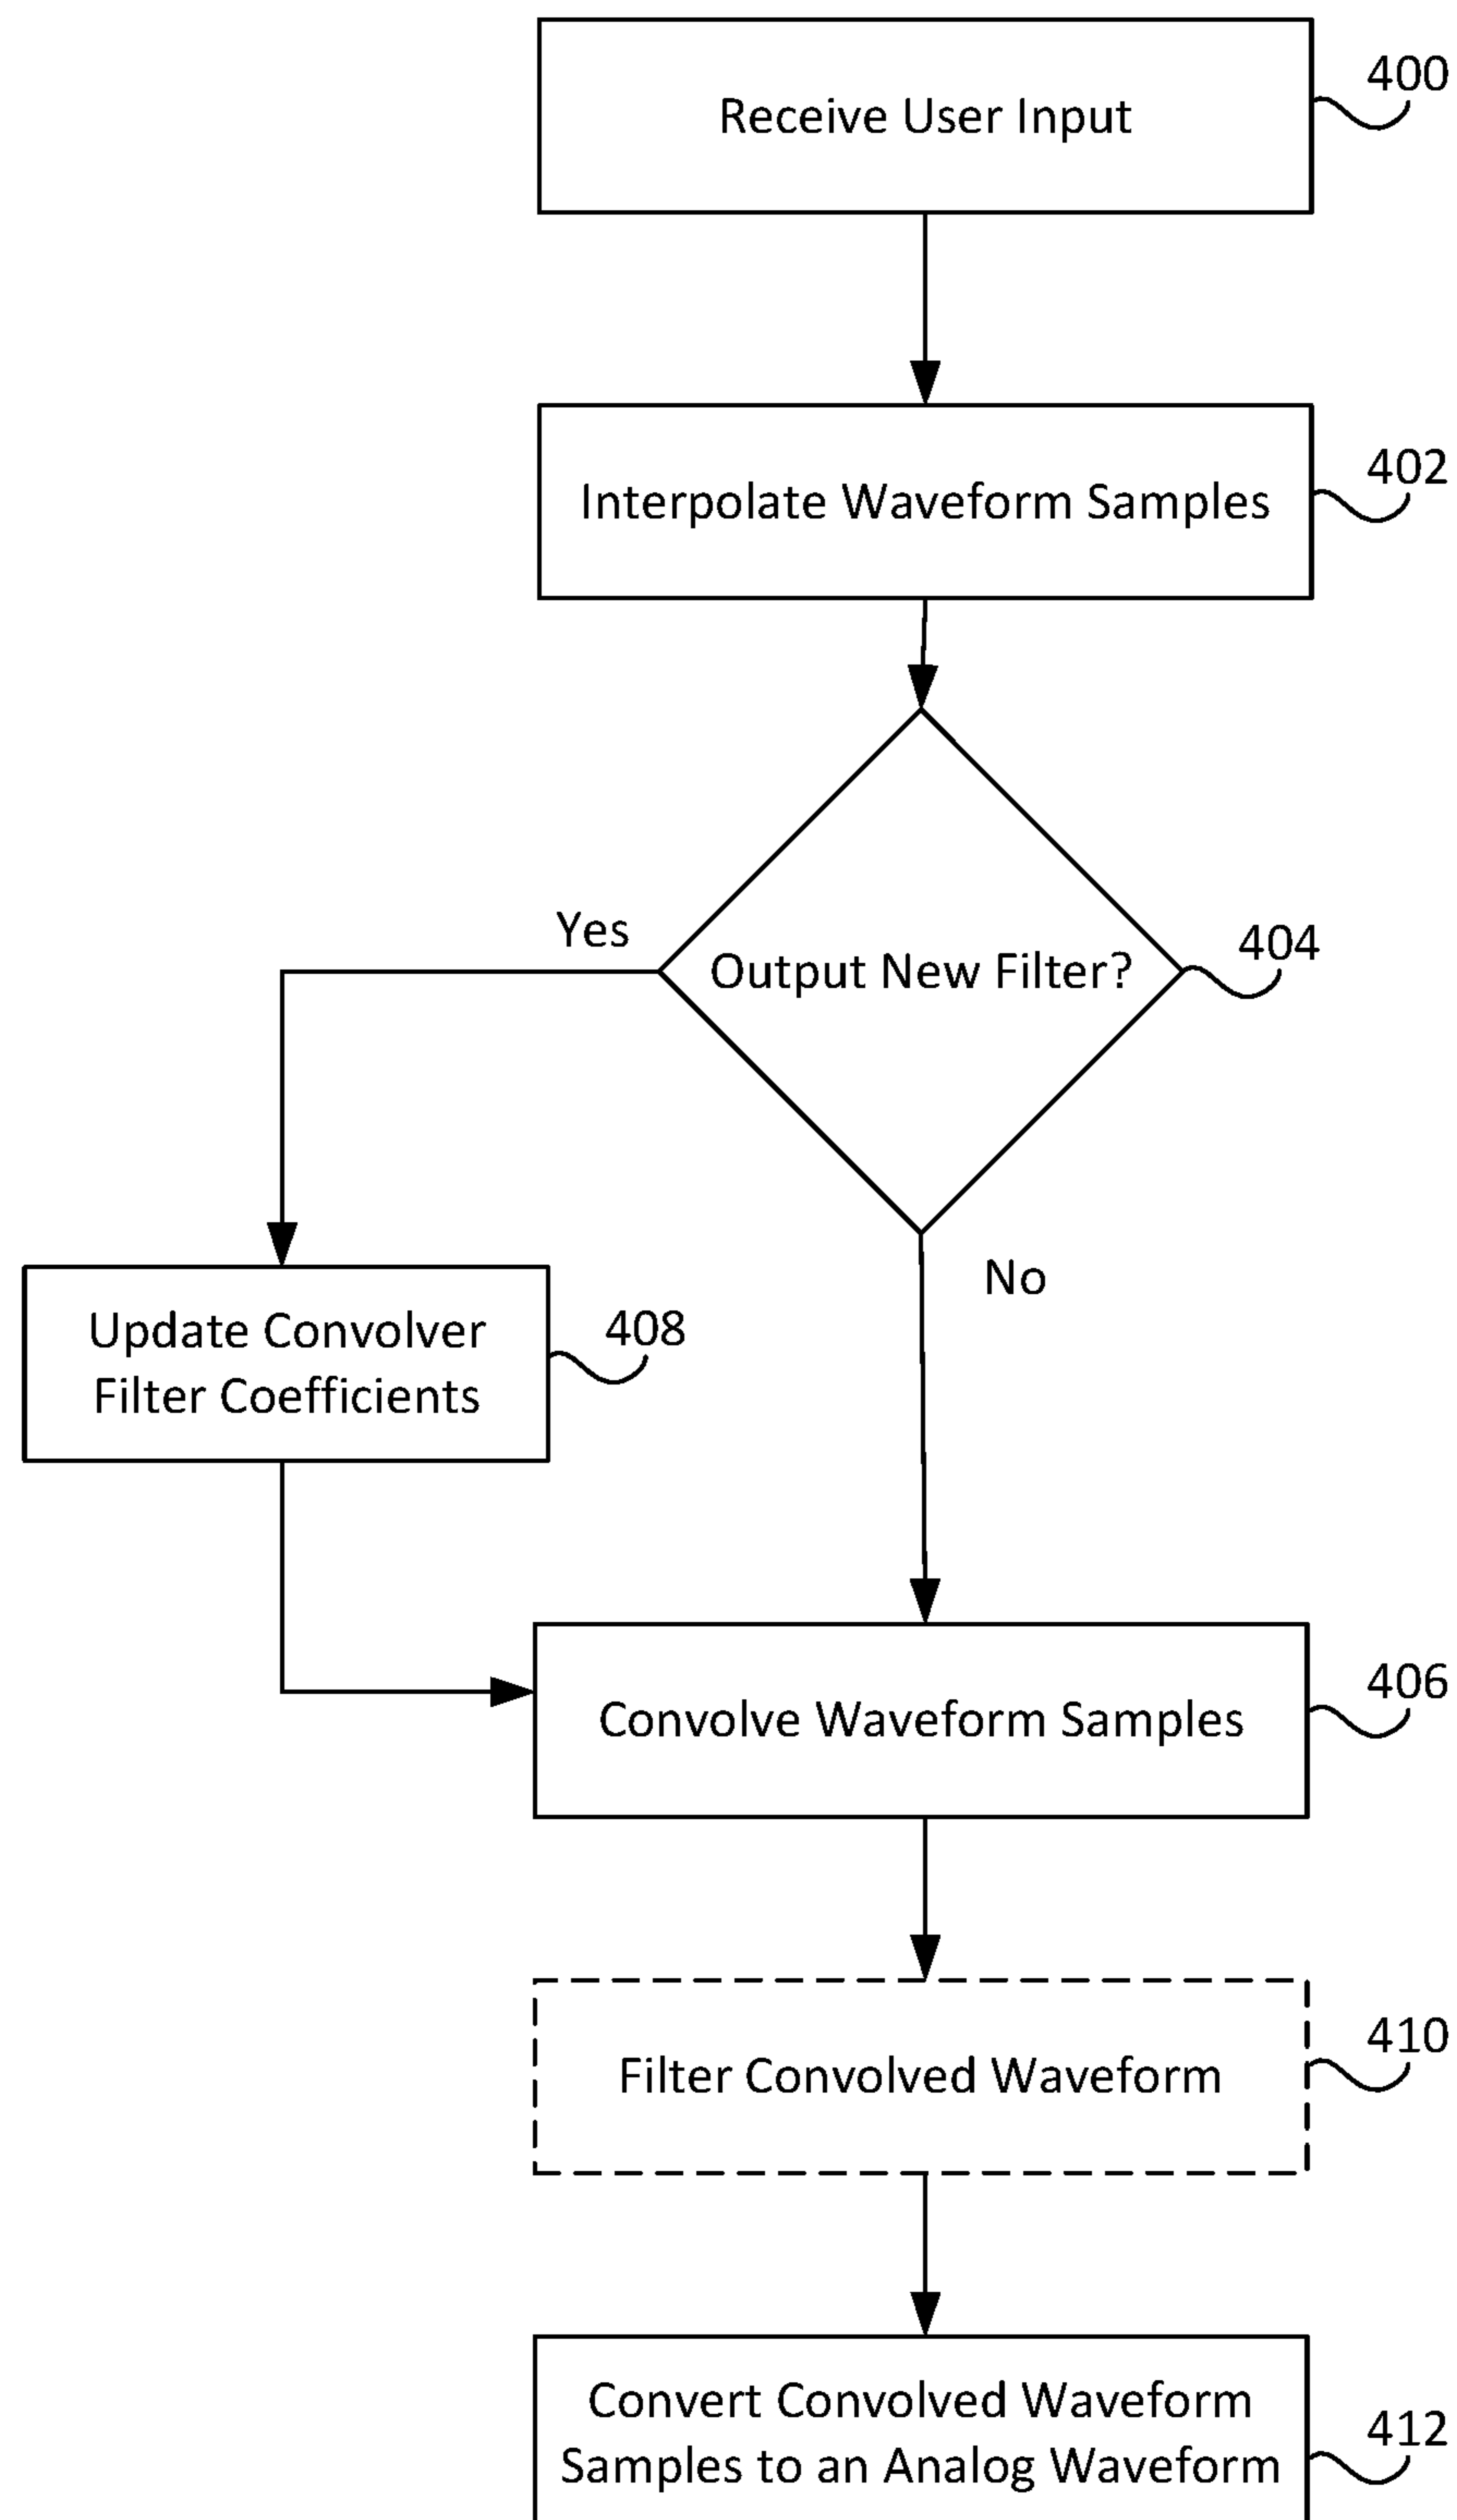 Receive User Input
400
Interpolate Waveform Samples
402
Yes
Output New Filter?
404
No
Update Convolver
Filter Coefficients
408
Convolve Waveform Samples
406
Filter Convolved Waveform
410
Convert Convolved Waveform
Samples to an Analog Waveform
412